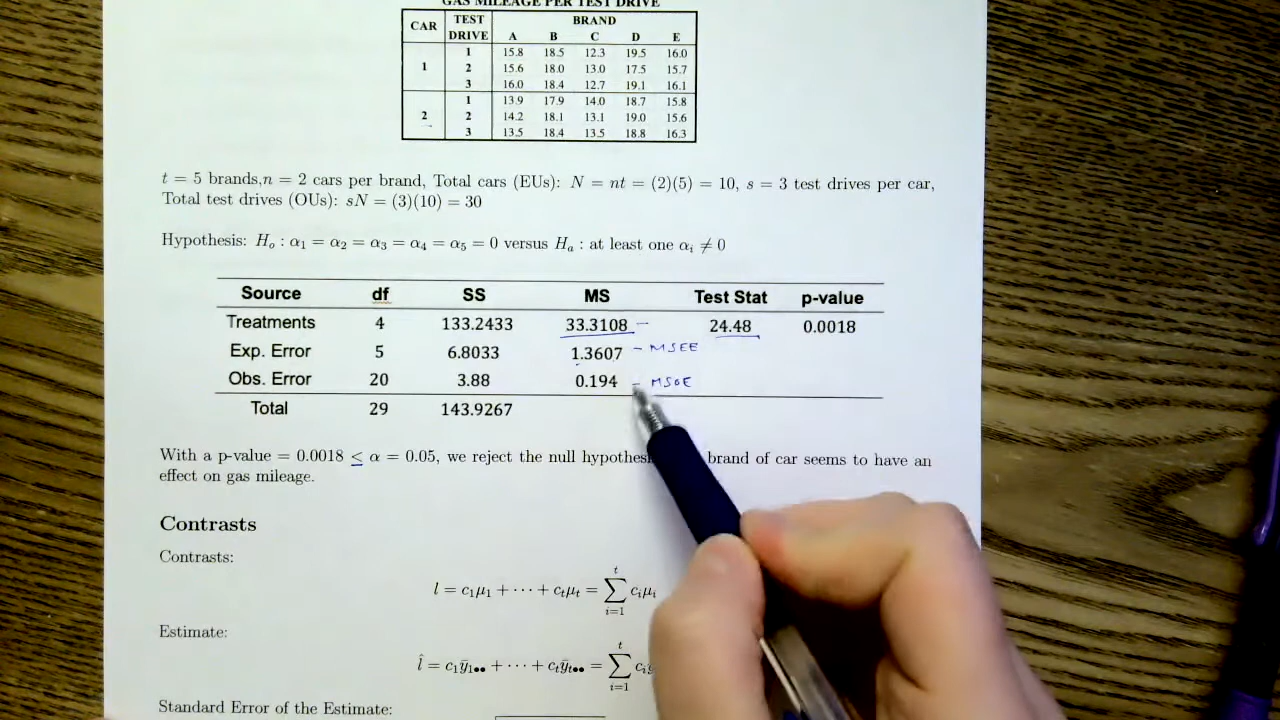 GAS MILEAGE PER TEST DRIVE
CAR TEST DRIVE BRAND
A B C D E
1 15.8 18.5 12.3 19.5 16.0
1 2 15.6 18.0 13.0 17.5 15.7
3 16.0 18.4 12.7 19.1 16.1
1 13.9 17.9 14.0 18.7 15.8
2 2 14.2 18.1 13.1 19.0 15.6
3 13.5 18.4 13.5 18.8 16.3
t = 5 brands,n = 2 cars per brand, Total cars (EUs): N = nt = (2)(5) = 10, s = 3 test drives per car,
Total test drives (OUs): sN = (3)(10) = 30
Hypothesis: Hₒ : α₁ = α₂ = α₃ = α₄ = α₅ = 0 versus Hₐ : at least one αᵢ ≠ 0
Source df SS MS Test Stat p-value
Treatments 4 133.2433 33.3108 – 24.48 0.0018
Exp. Error 5 6.8033 1.3607 – MSEE
Obs. Error 20 3.88 0.194 – MSOE
Total 29 143.9267
With a p-value = 0.0018 ≤ α = 0.05, we reject the null brand of car seems to have an
effect on gas mileage.
Contrasts
Contrasts:
l = c₁μ₁ + ··· + cₜμₜ = ∑ᵢ₌₁ᵗ cᵢμᵢ
Estimate:
l̂ = c₁ȳ₁•• + ··· + cₜȳₜ•• = ∑ᵢ₌₁ᵗ cᵢ
Standard Error of the Estimate: